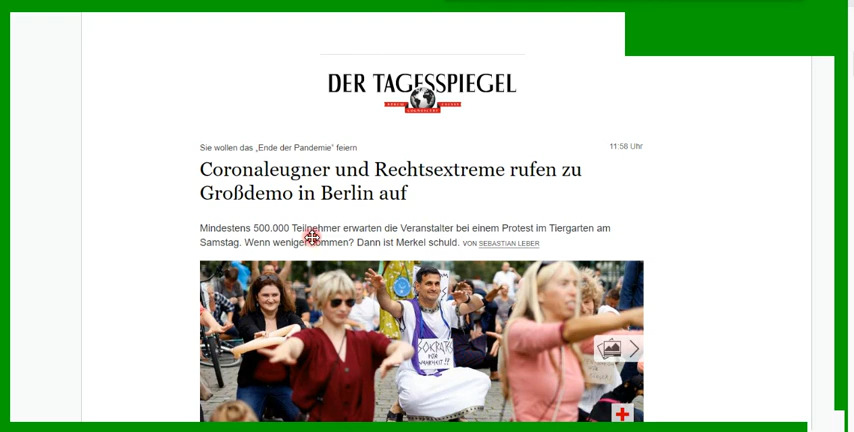 DER TAGESSPIEGEL
Sie wollen das „Ende der Pandemie" feiern
11:58 Uhr
Coronaleugner und Rechtsextreme rufen zu
Großdemo in Berlin auf
Mindestens 500.000 Teilnehmer erwarten die Veranstalter bei einem Protest im Tiergarten am
Samstag. Wenn weniger kommen? Dann ist Merkel schuld. VON SEBASTIAN LEBER
SOKRATES